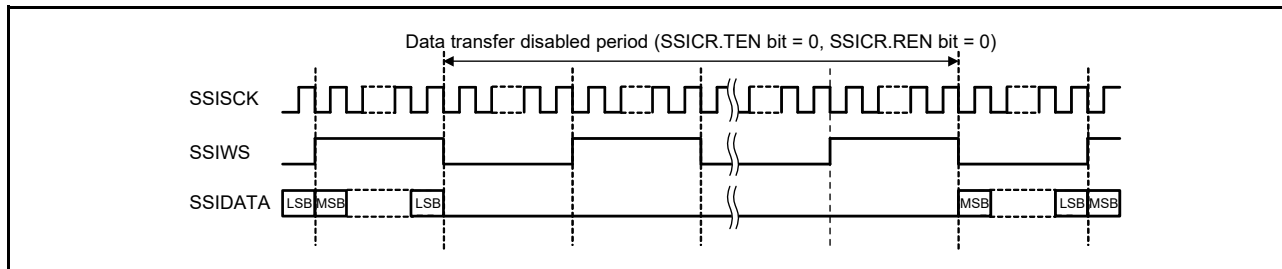 Data transfer disabled period (SSICR.TEN bit = 0, SSICR.REN bit = 0)
SSISCK
SSIWS
SSIDATA LSB MSB LSB MSB LSB MSB